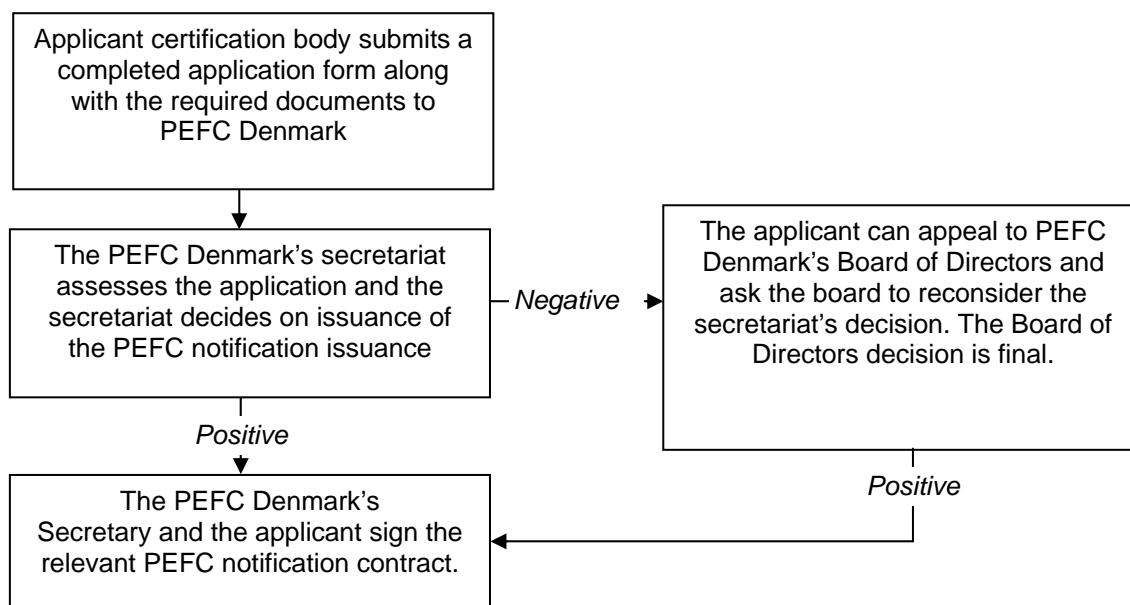 Applicant certification body submits a
completed application form along
with the required documents to
PEFC Denmark
The PEFC Denmark's secretariat
assesses the application and the
secretariat decides on issuance of
the PEFC notification issuance
Negative
The applicant can appeal to PEFC
Denmark's Board of Directors and
ask the board to reconsider the
secretariat's decision. The Board of
Directors decision is final.
Positive
Positive
The PEFC Denmark's
Secretary and the applicant sign the
relevant PEFC notification contract.